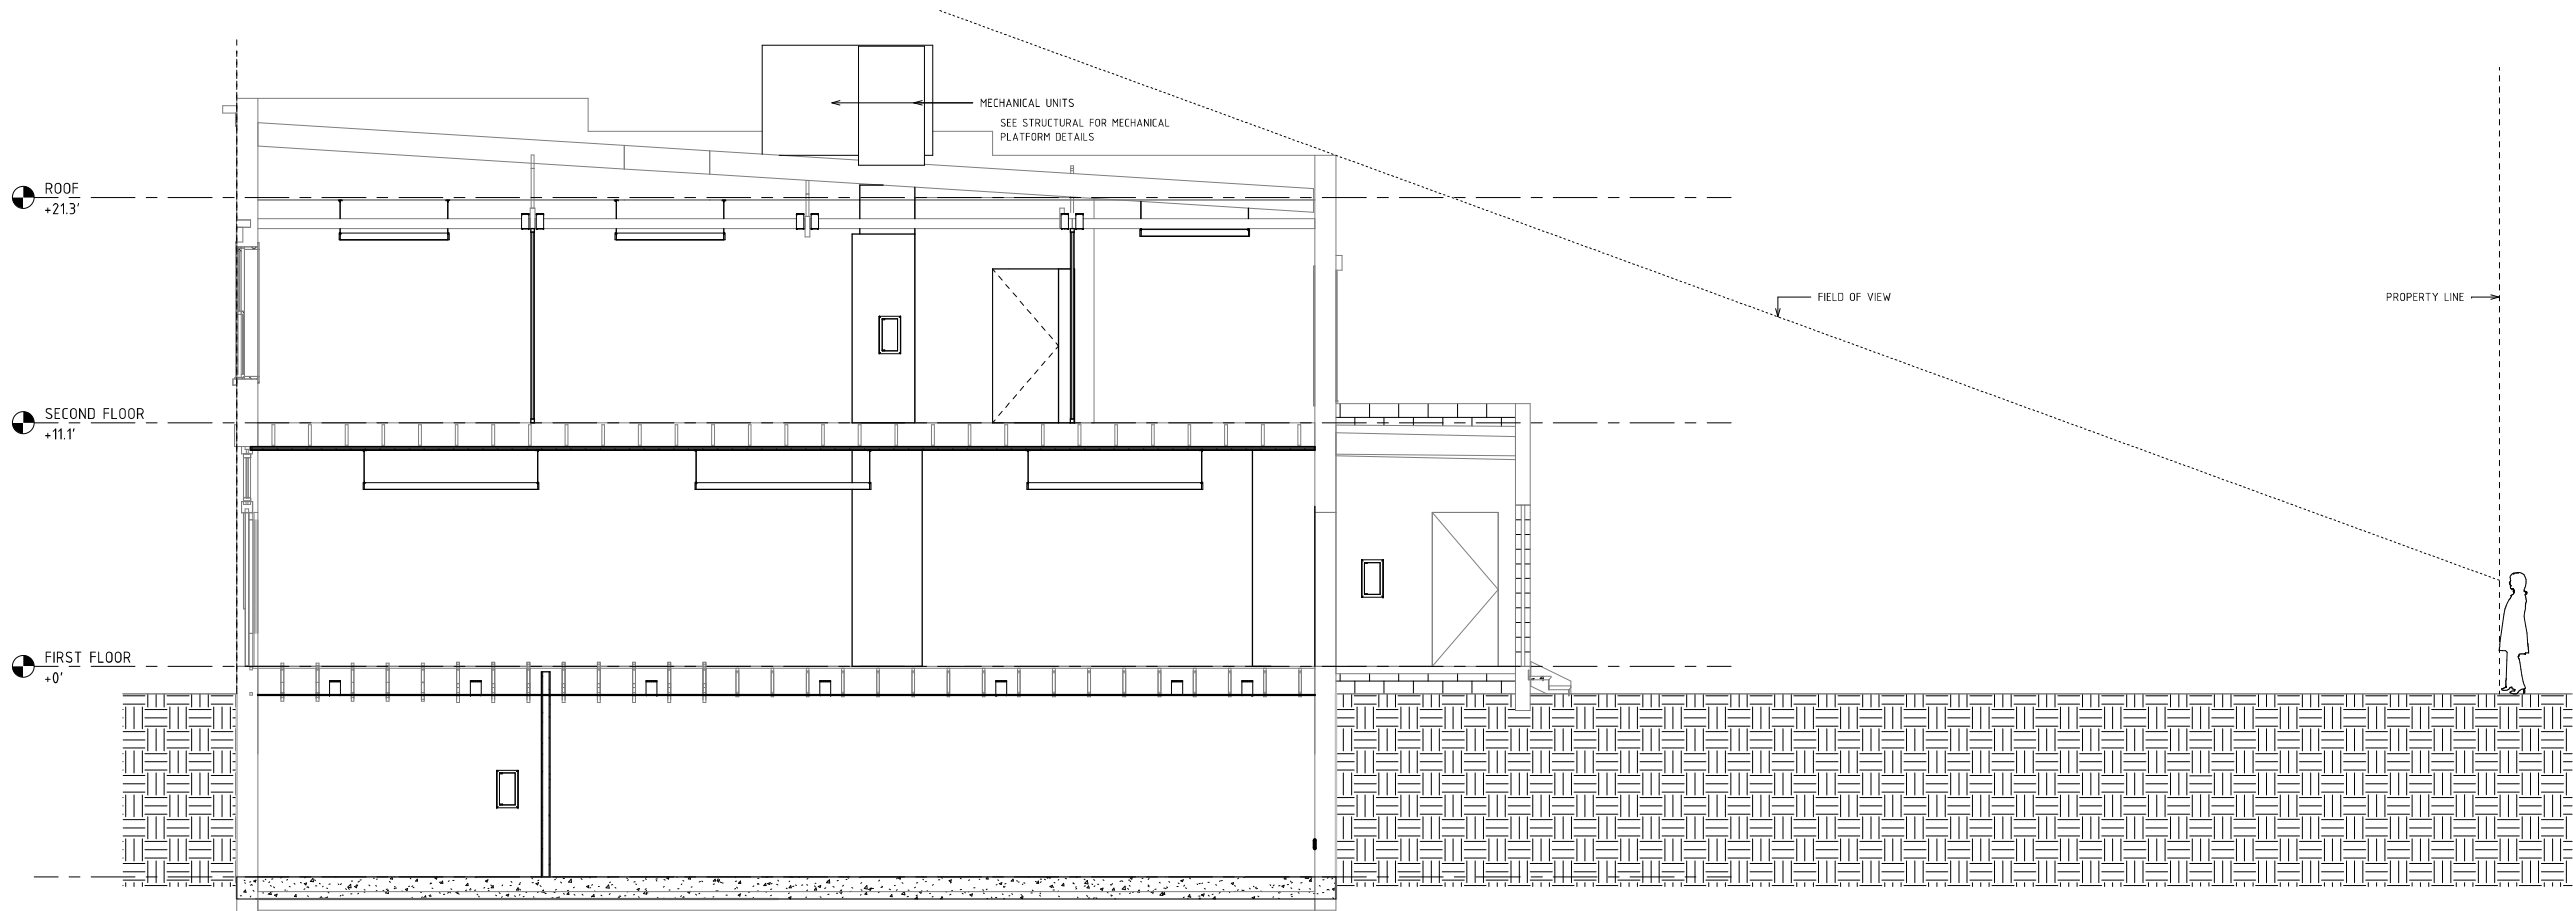 MECHANICAL UNITS
SEE STRUCTURAL FOR MECHANICAL
PLATFORM DETAILS
ROOF
+21.3'
FIELD OF VIEW
PROPERTY LINE
SECOND FLOOR
+11.1'
FIRST FLOOR
+0'